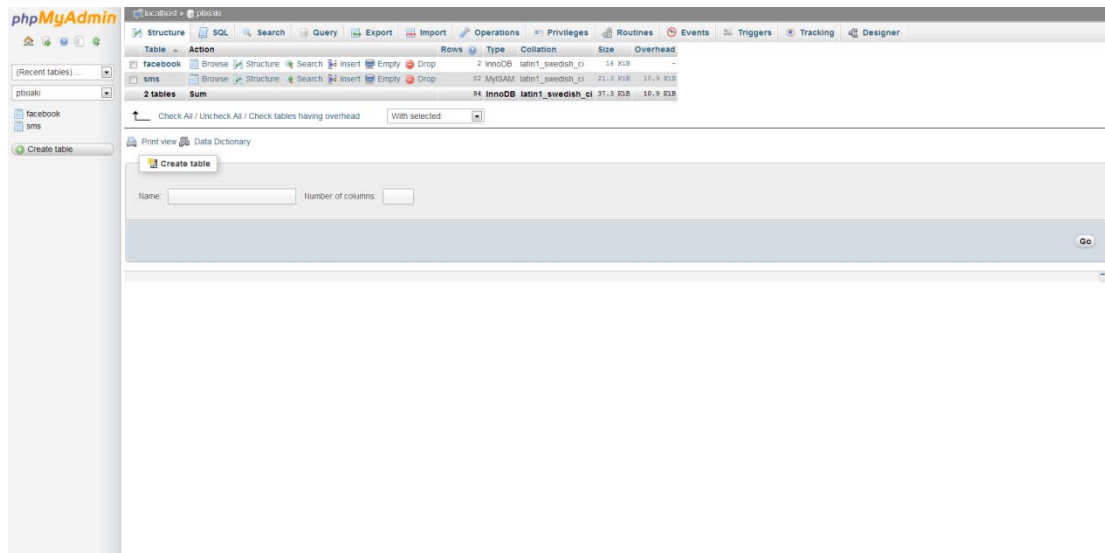 phpMyAdmin
localhost » ptixiaki
Structure SQL Search Query Export Import Operations Privileges Routines Events Triggers Tracking Designer
Table Action Rows Type Collation Size Overhead
facebook Browse Structure Search Insert Empty Drop 2 InnoDB latin1_swedish_ci 16 KiB -
sms Browse Structure Search Insert Empty Drop 82 MyISAM latin1_swedish_ci 21.3 KiB 10.9 KiB
2 tables Sum 84 InnoDB latin1_swedish_ci 37.3 KiB 10.9 KiB
Check All / Uncheck All / Check tables having overhead With selected:
Print view Data Dictionary
Create table
Name: Number of columns:
Go
(Recent tables) ...
ptixiaki
facebook
sms
Create table